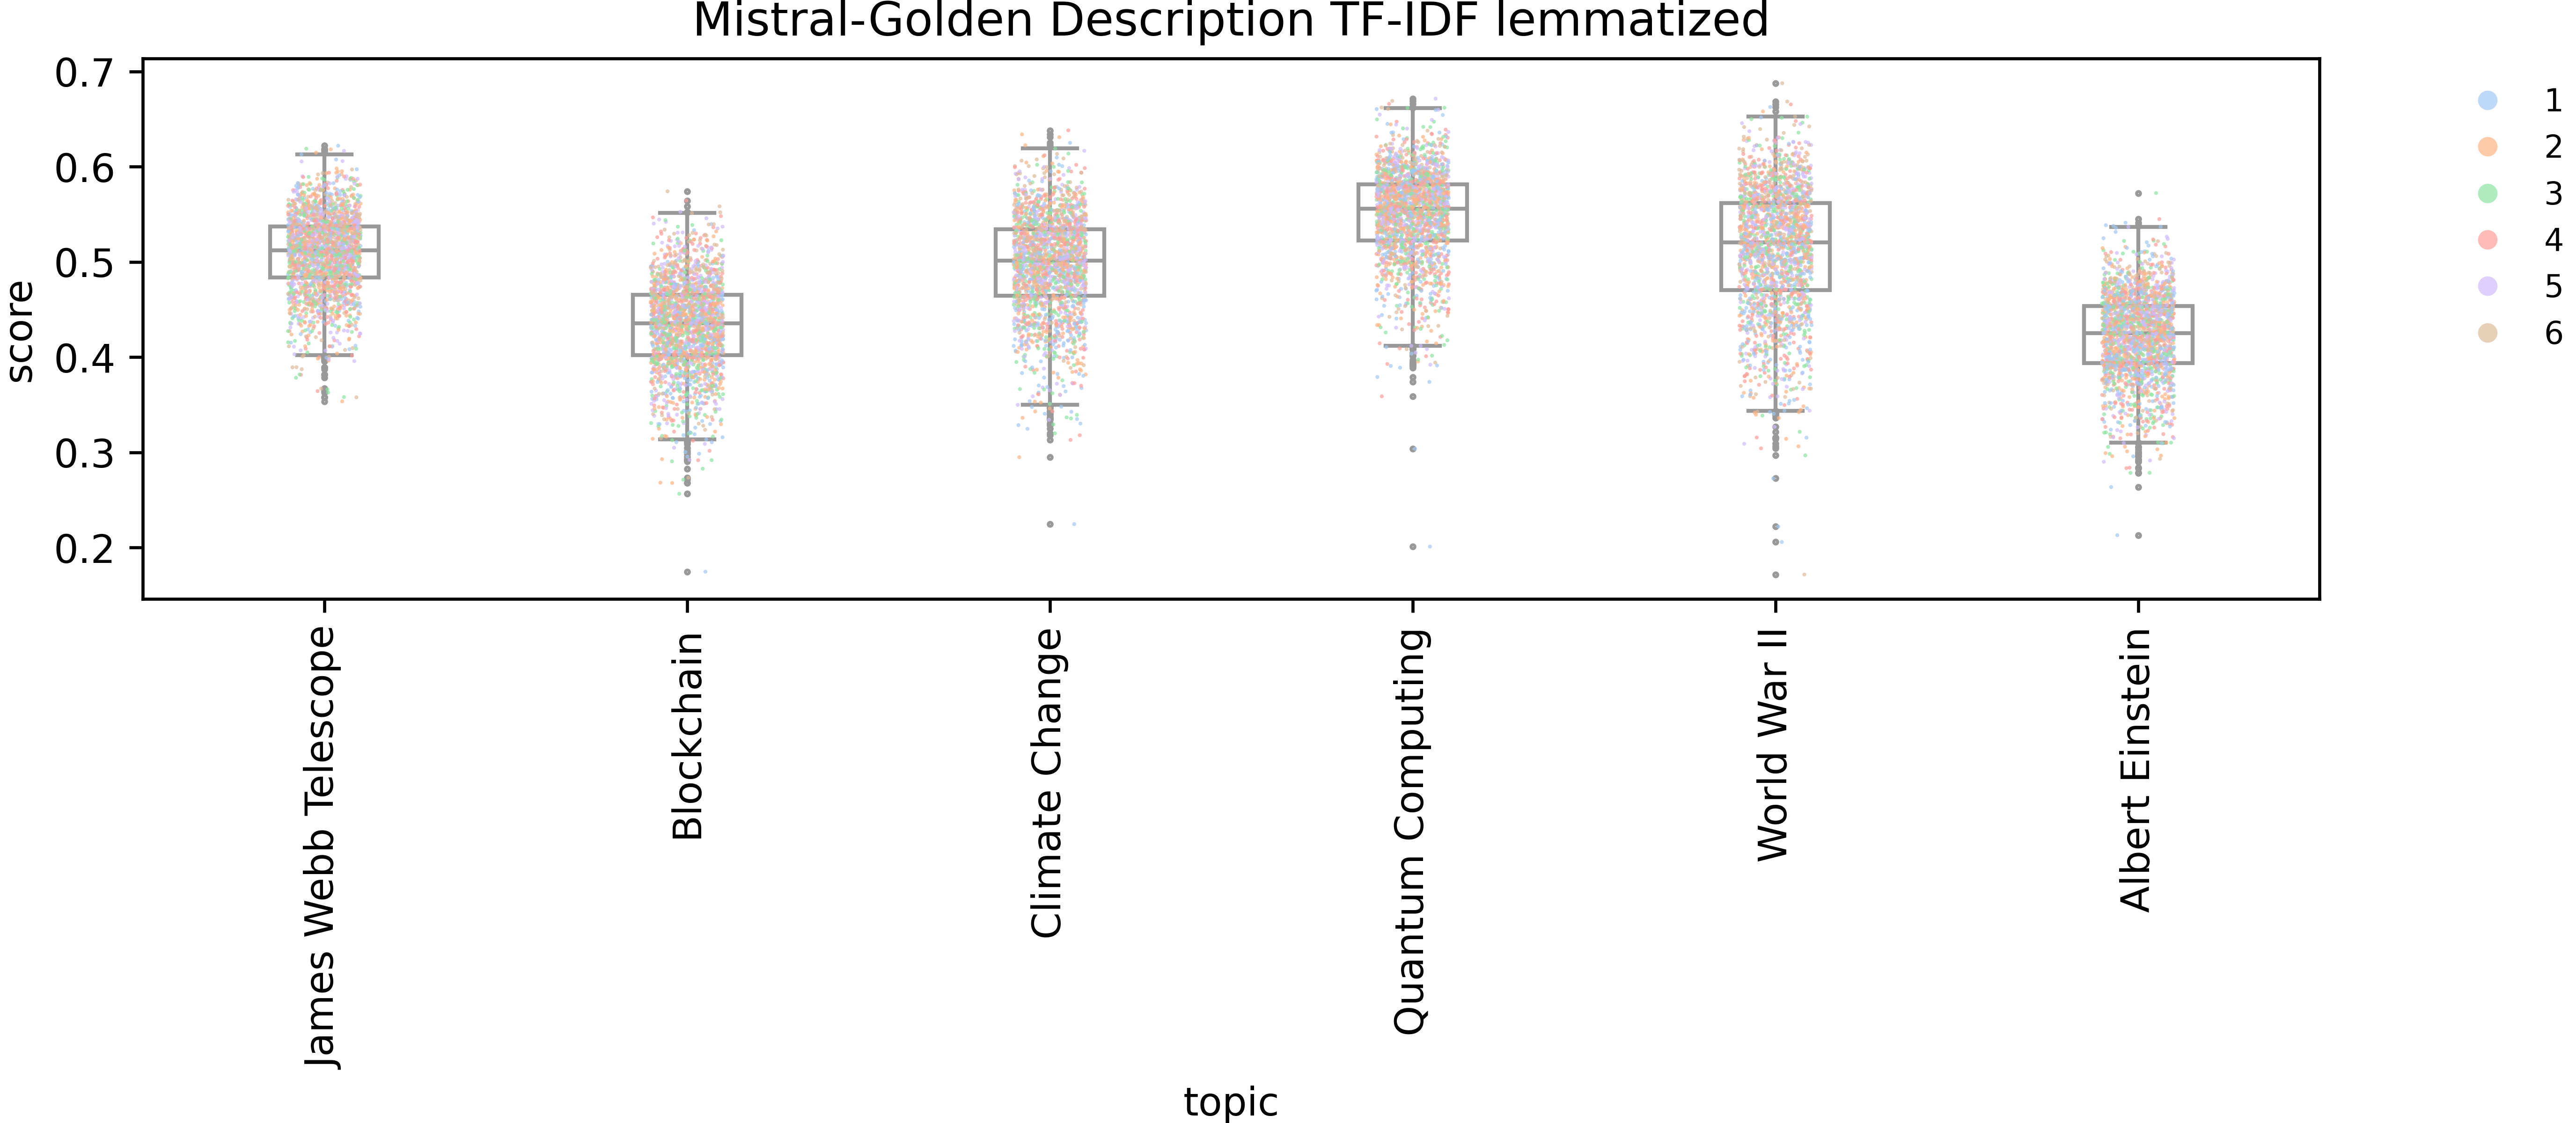 Mistral-Golden Description TF-IDF lemmatized
score
0.7
0.6
0.5
0.4
0.3
0.2
1
2
3
4
5
6
James Webb Telescope
Blockchain
Climate Change
Quantum Computing
World War II
Albert Einstein
topic